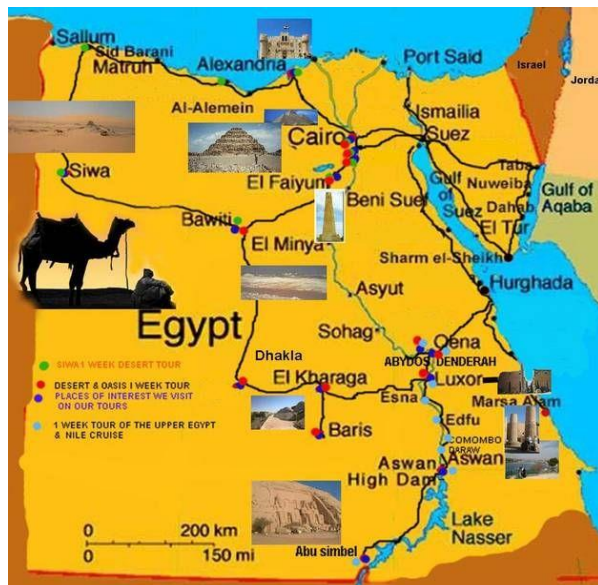 Sallum
Sid Barani
Matruh
Alexandria
Port Said
Israel
Jorda
Al-Alemein
Ismailia
Cairo
Suez
Siwa
Taba
El Faiyum
Gulf of Suez
Nuweiba
Gulf of Aqaba
Beni Suef
Dahab
Bawiti
El Tur
El Minya
Sharm el-Sheikh
Hurghada
Asyut
Egypt
Sohag
Qena
ABYDOS DENDERAH
Dhakla
SIWA 1 WEEK DESERT TOUR
El Kharaga
Luxor
DESERT & OASIS I WEEK TOUR
PLACES OF INTEREST WE VISIT
ON OUR TOURS
Esna
Marsa Alam
1 WEEK TOUR OF THE UPPER EGYPT
& NILE CRUISE
Baris
Edfu
COMOMBO
DARAW
Aswan
Aswan
High Dam
0 200 km
0 150 mi
Lake
Nasser
Abu simbel